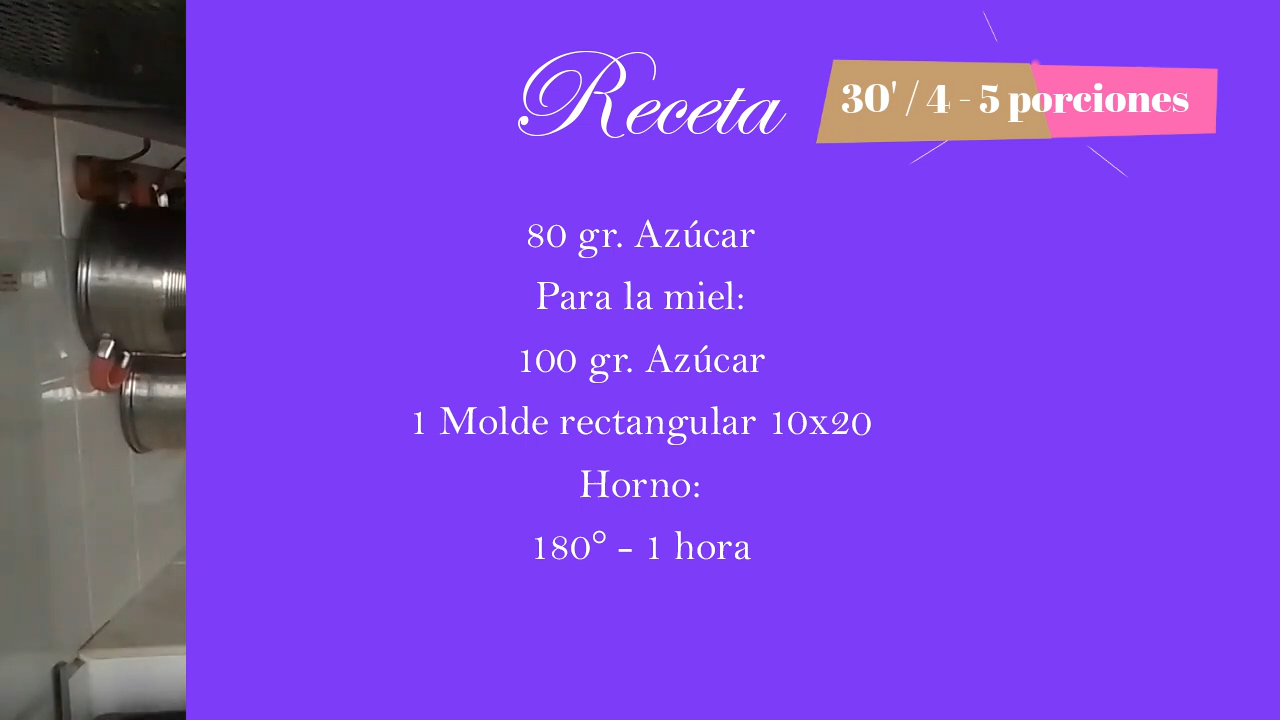 Receta
30' / 4 - 5 porciones
80 gr. Azúcar
Para la miel:
100 gr. Azúcar
1 Molde rectangular 10x20
Horno:
180° - 1 hora